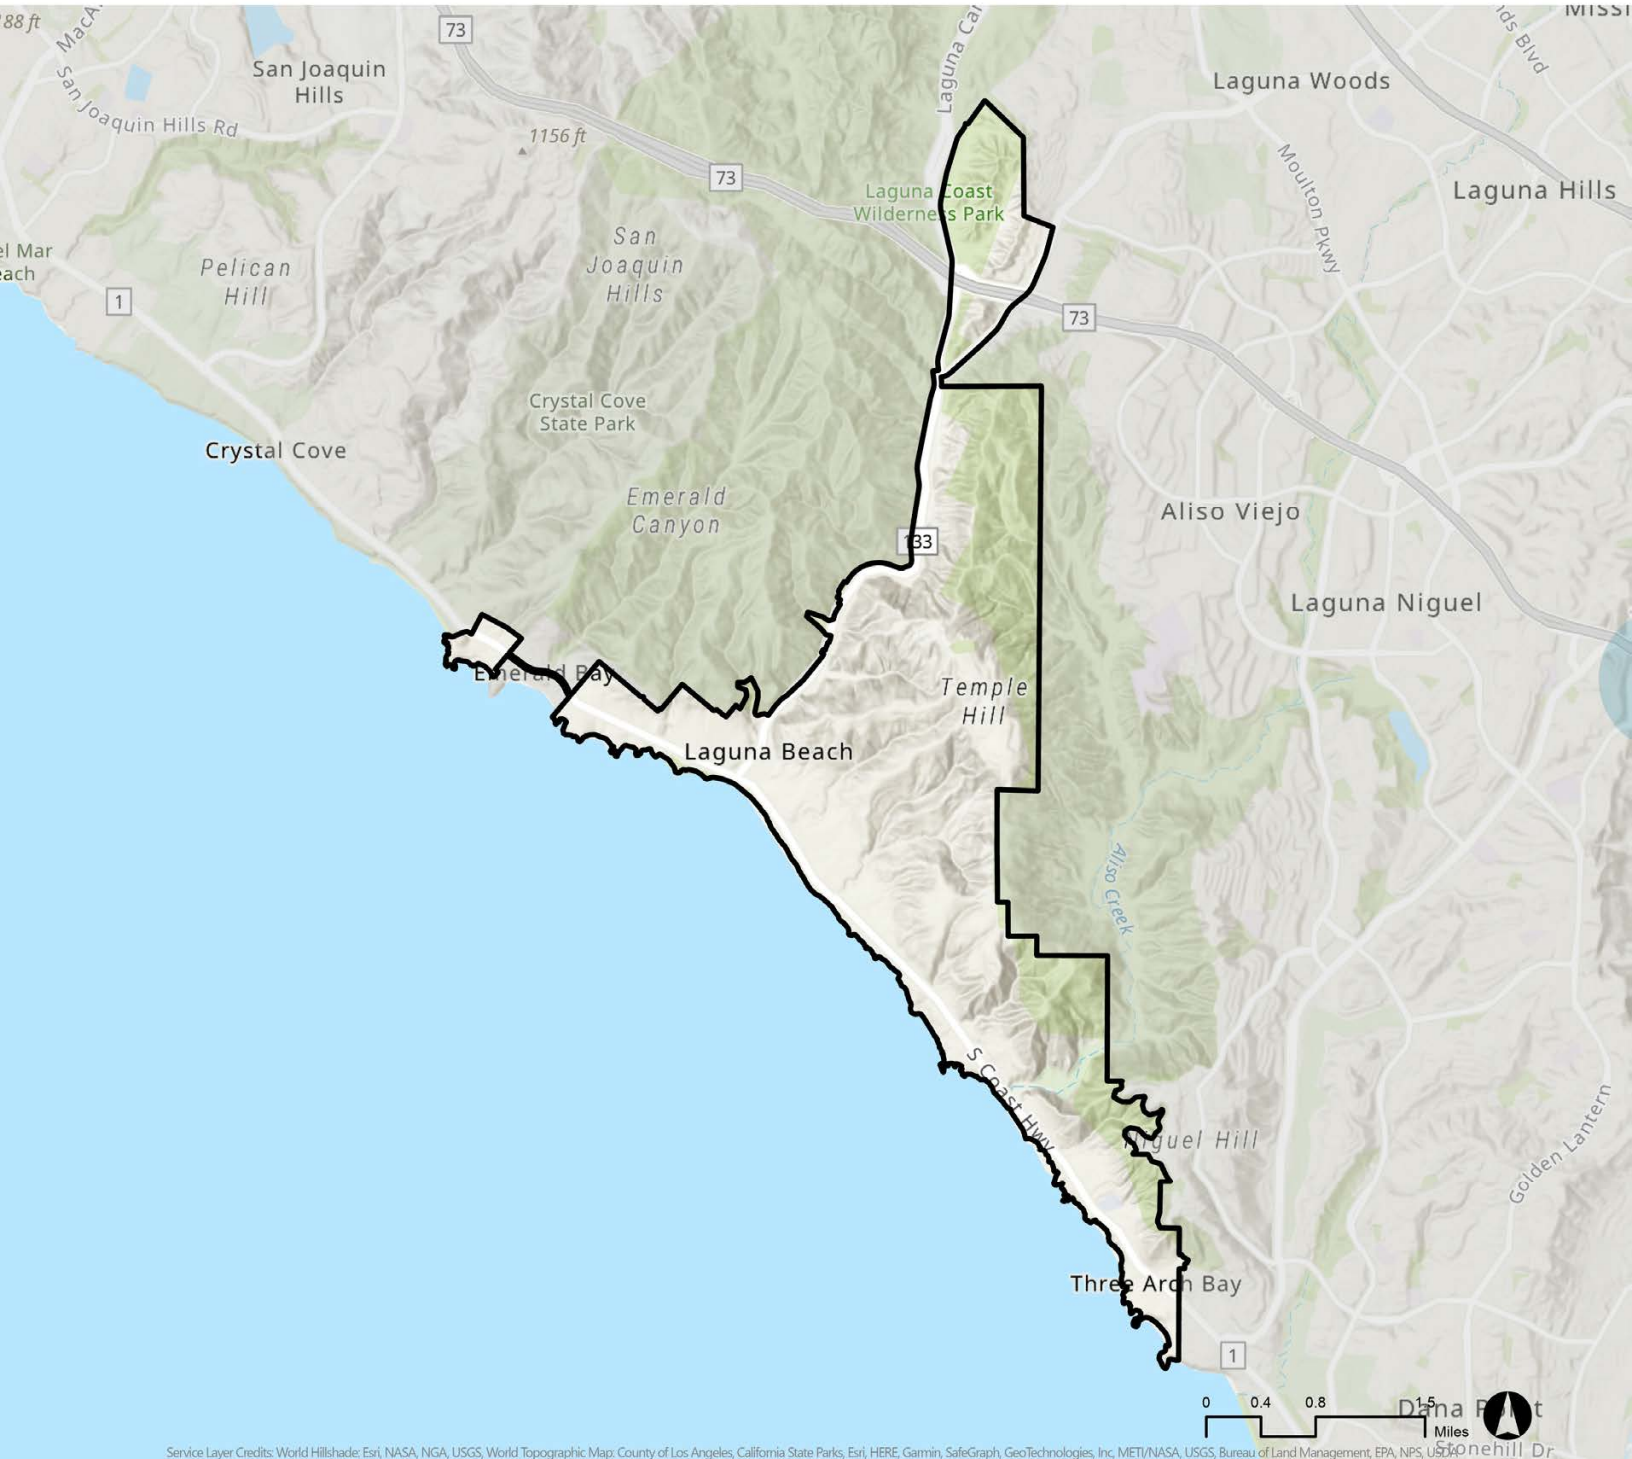 88 ft
MacA
73
San Joaquin
Hills
San Joaquin Hills Rd
1156 ft
73
Laguna Coast
Wilderness Park
Laguna Woods
Moulton Pkwy
Laguna Hills
el Mar
each
Pelican
Hill
San
Joaquin
Hills
1
73
Crystal Cove
State Park
Crystal Cove
Emerald
Canyon
133
Aliso Viejo
Laguna Niguel
Emerald Bay
Temple
Hill
Laguna Beach
Aliso Creek
S Coast Hwy
Niguel Hill
Golden Lantern
Three Arch Bay
1
0 0.4 0.8 1.5
Miles
Dana Point
Stonehill Dr
Service Layer Credits: World Hillshade: Esri, NASA, NGA, USGS, World Topographic Map: County of Los Angeles, California State Parks, Esri, HERE, Garmin, SafeGraph, GeoTechnologies, Inc, METI/NASA, USGS, Bureau of Land Management, EPA, NPS, USDA